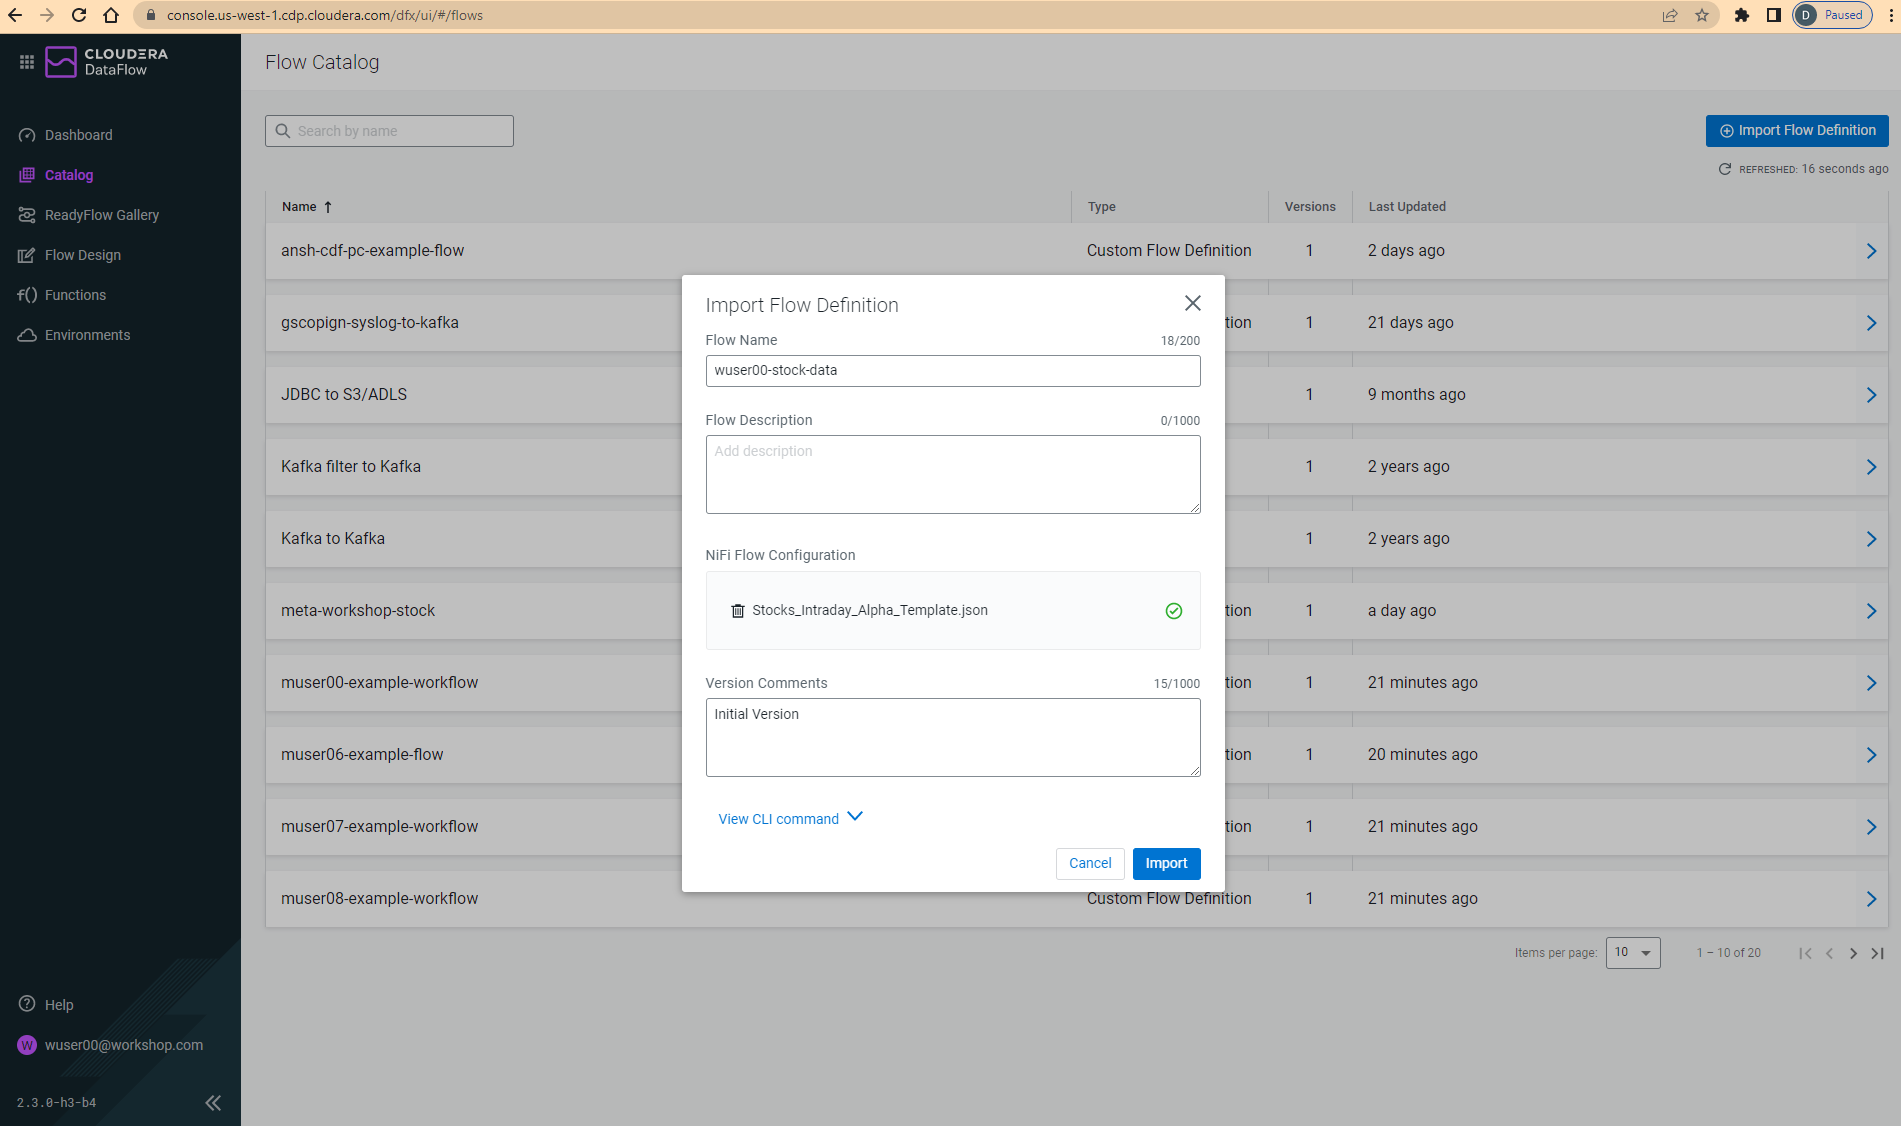 console.us-west-1.cdp.cloudera.com/dfx/ui/#/flows
D Paused
CLOUDERA
DataFlow
Dashboard
Catalog
ReadyFlow Gallery
Flow Design
f() Functions
Environments
Help
W wuser00@workshop.com
2.3.0-h3-b4
Flow Catalog
Search by name
Import Flow Definition
REFRESHED: 16 seconds ago
Name Type Versions Last Updated
ansh-cdf-pc-example-flow Custom Flow Definition 1 2 days ago
gscopign-syslog-to-kafka tion 1 21 days ago
JDBC to S3/ADLS 1 9 months ago
Kafka filter to Kafka 1 2 years ago
Kafka to Kafka 1 2 years ago
meta-workshop-stock tion 1 a day ago
muser00-example-workflow tion 1 21 minutes ago
muser06-example-flow tion 1 20 minutes ago
muser07-example-workflow tion 1 21 minutes ago
muser08-example-workflow Custom Flow Definition 1 21 minutes ago
Items per page: 10 1 – 10 of 20
Import Flow Definition
Flow Name 18/200
wuser00-stock-data
Flow Description 0/1000
Add description
NiFi Flow Configuration
Stocks_Intraday_Alpha_Template.json
Version Comments 15/1000
Initial Version
View CLI command
Cancel Import